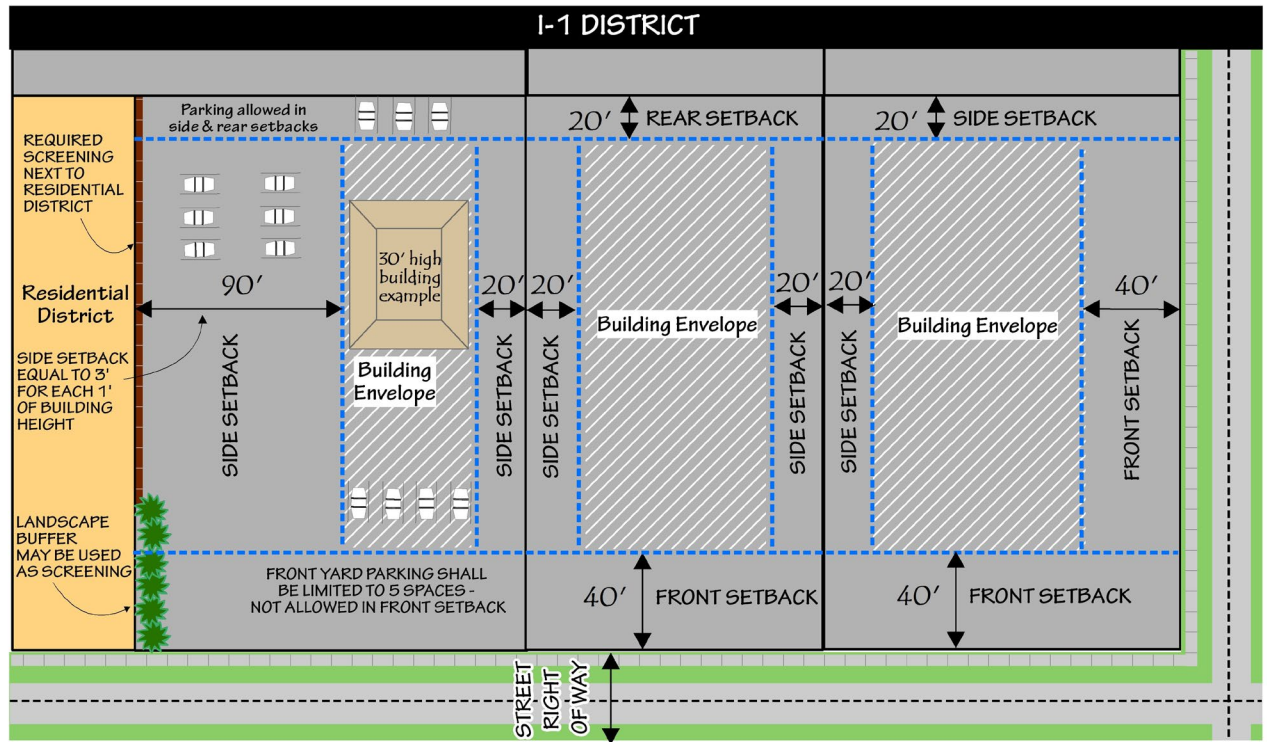 I-1 DISTRICT
Parking allowed in
side & rear setbacks
20' REAR SETBACK
20' SIDE SETBACK
REQUIRED
SCREENING
NEXT TO
RESIDENTIAL
DISTRICT
30' high
building
example
90'
20'
20'
20'
20'
40'
Residential
District
Building Envelope
Building Envelope
SIDE SETBACK
EQUAL TO 3'
FOR EACH 1'
OF BUILDING
HEIGHT
Building
Envelope
SIDE SETBACK
SIDE SETBACK
SIDE SETBACK
SIDE SETBACK
SIDE SETBACK
FRONT SETBACK
LANDSCAPE
BUFFER
MAY BE USED
AS SCREENING
FRONT YARD PARKING SHALL
BE LIMITED TO 5 SPACES -
NOT ALLOWED IN FRONT SETBACK
40' FRONT SETBACK
40' FRONT SETBACK
STREET
RIGHT
OF WAY